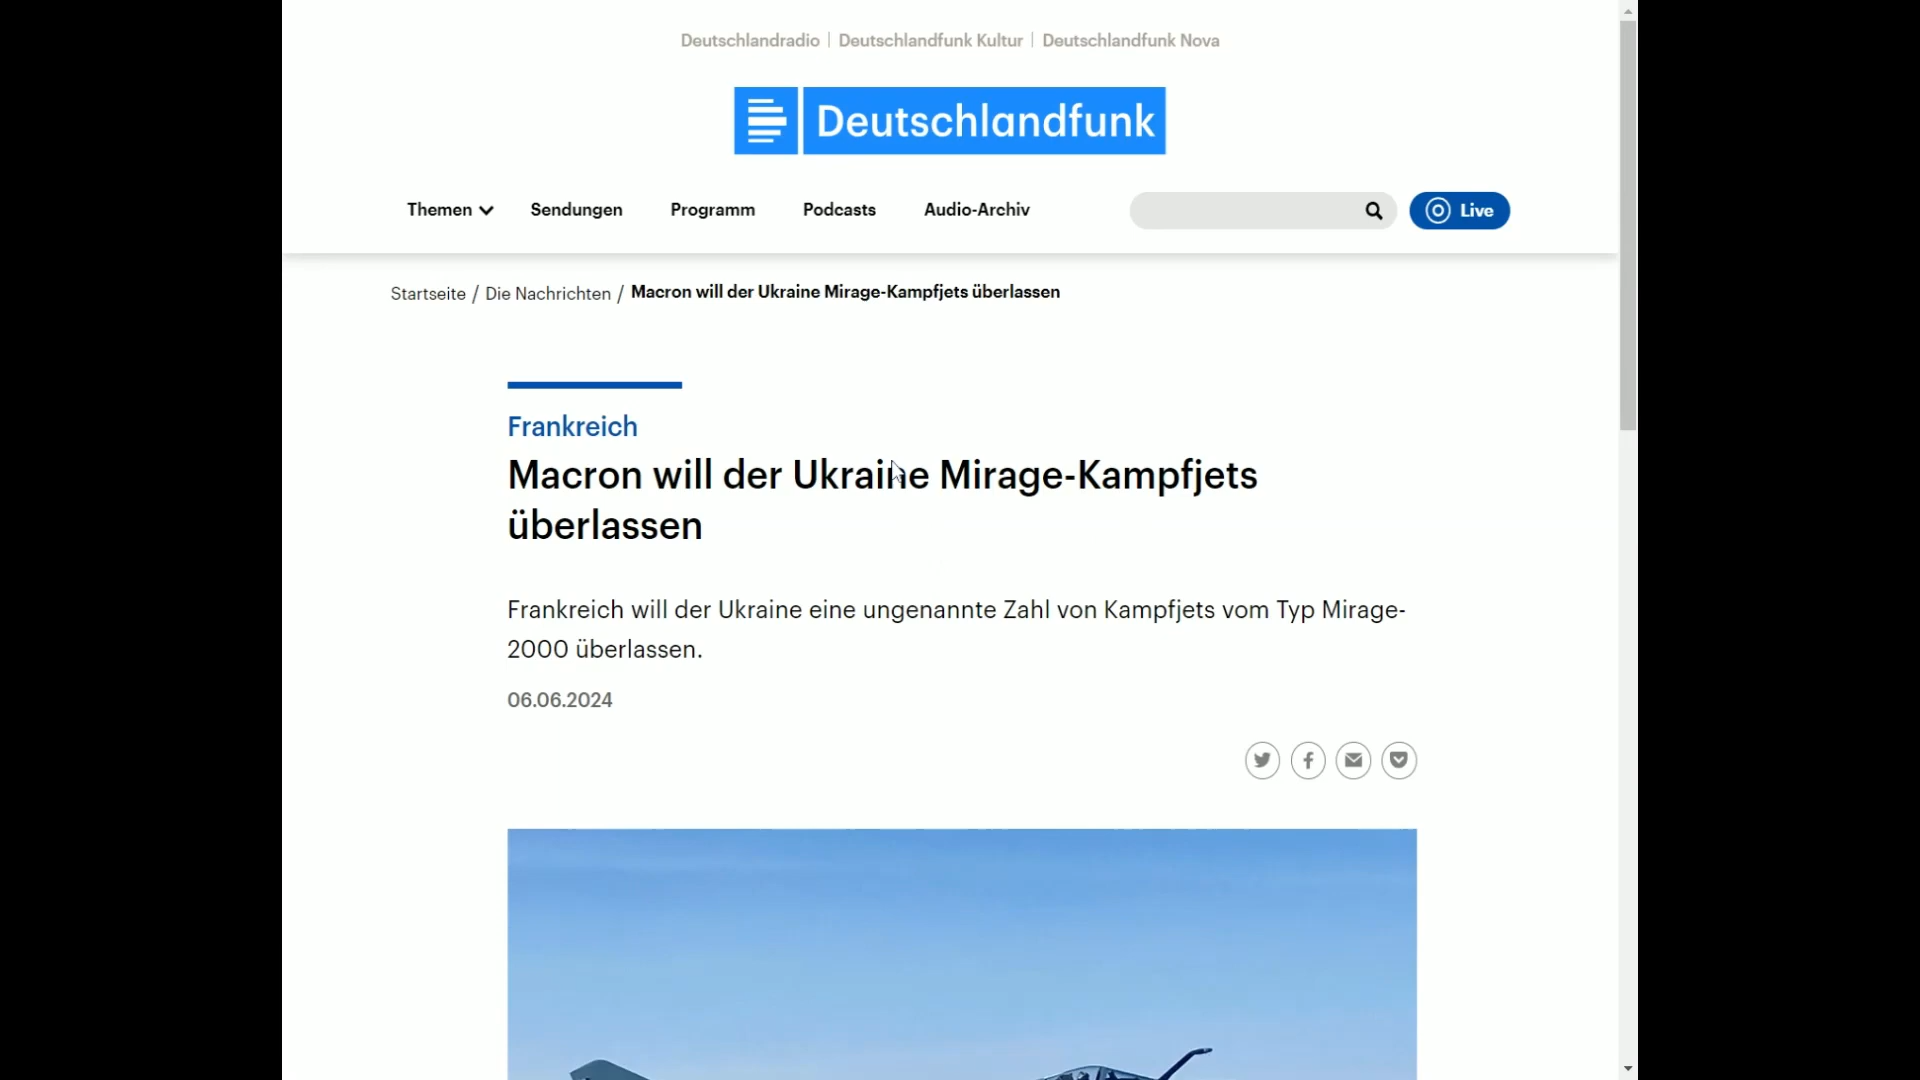 Deutschlandradio | Deutschlandfunk Kultur | Deutschlandfunk Nova
Deutschlandfunk
Themen Sendungen Programm Podcasts Audio-Archiv Live
Startseite / Die Nachrichten / Macron will der Ukraine Mirage-Kampfjets überlassen
Frankreich
Macron will der Ukraine Mirage-Kampfjets
überlassen
Frankreich will der Ukraine eine ungenannte Zahl von Kampfjets vom Typ Mirage-
2000 überlassen.
06.06.2024